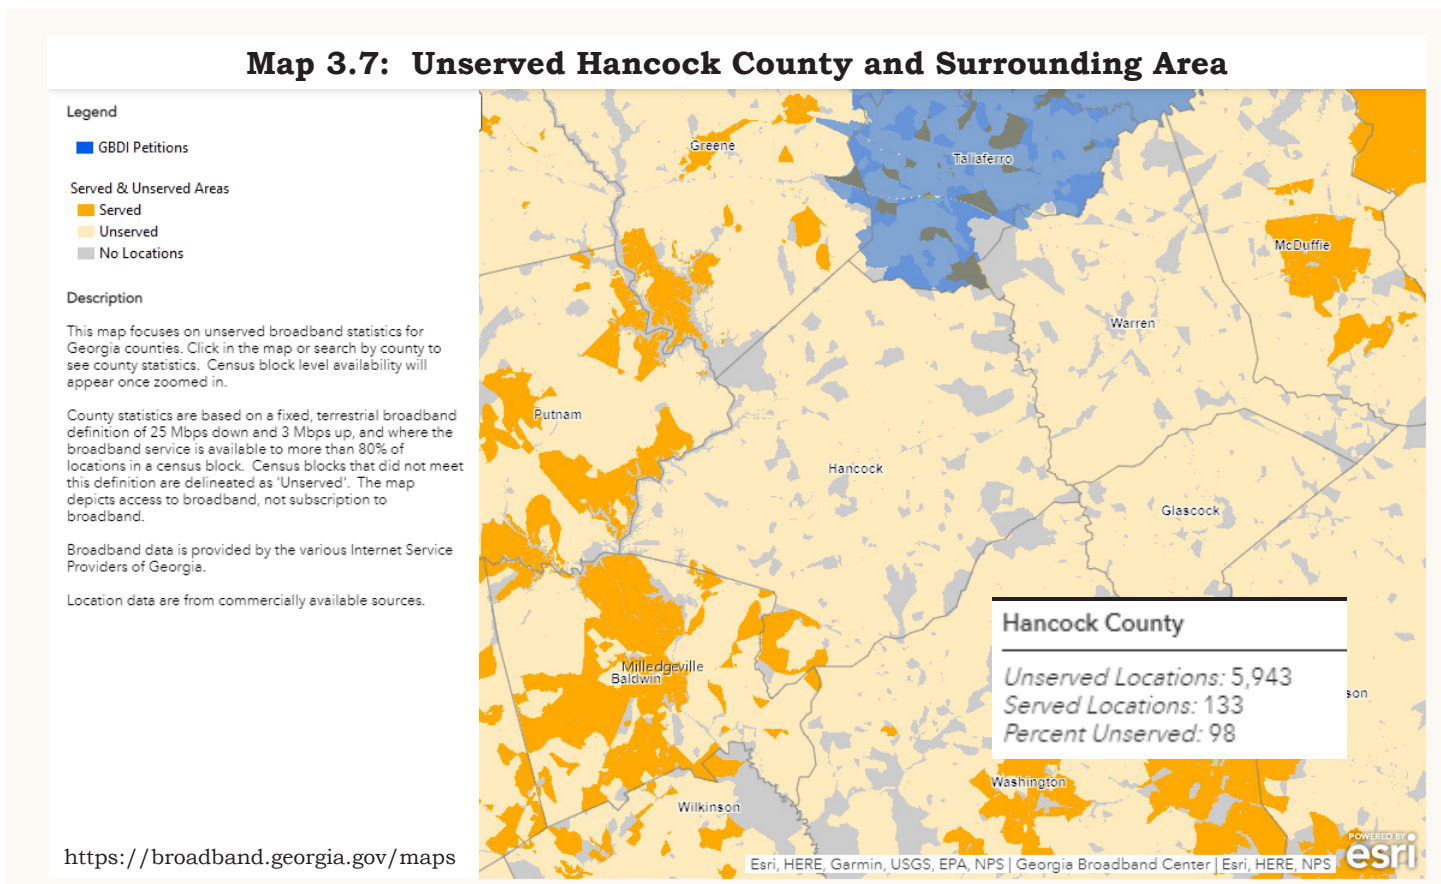 Map 3.7: Unserved Hancock County and Surrounding Area
Legend
GBDI Petitions
Served & Unserved Areas
Served
Unserved
No Locations
Description
This map focuses on unserved broadband statistics for
Georgia counties. Click in the map or search by county to
see county statistics. Census block level availability will
appear once zoomed in.
County statistics are based on a fixed, terrestrial broadband
definition of 25 Mbps down and 3 Mbps up, and where the
broadband service is available to more than 80% of
locations in a census block. Census blocks that did not meet
this definition are delineated as 'Unserved'. The map
depicts access to broadband, not subscription to
broadband.
Broadband data is provided by the various Internet Service
Providers of Georgia.
Location data are from commercially available sources.
https://broadband.georgia.gov/maps
Greene
Taliaferro
McDuffie
Warren
Putnam
Hancock
Glascock
Milledgeville
Baldwin
Hancock County
Unserved Locations: 5,943
Served Locations: 133
Percent Unserved: 98
son
Washington
Wilkinson
POWERED BY
esri
Esri, HERE, Garmin, USGS, EPA, NPS | Georgia Broadband Center | Esri, HERE, NPS